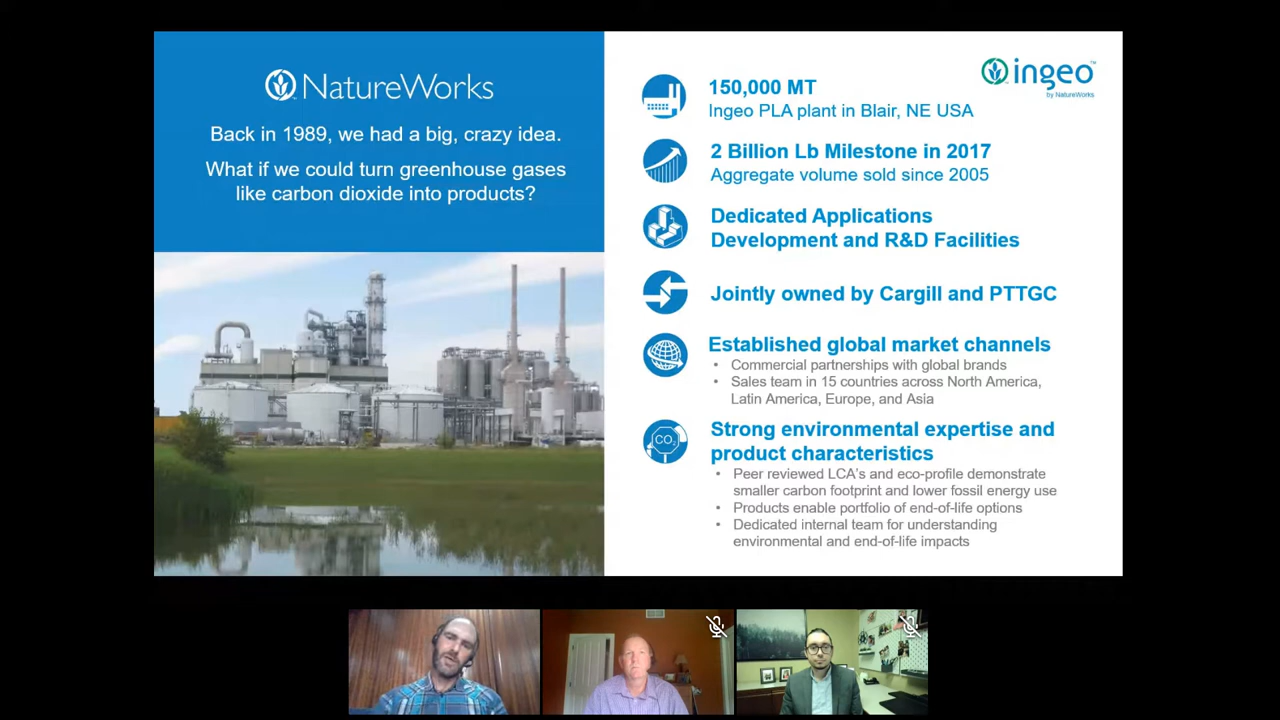 NatureWorks
Back in 1989, we had a big, crazy idea.
What if we could turn greenhouse gases
like carbon dioxide into products?
ingeo™
by NatureWorks
150,000 MT
Ingeo PLA plant in Blair, NE USA
2 Billion Lb Milestone in 2017
Aggregate volume sold since 2005
Dedicated Applications
Development and R&D Facilities
Jointly owned by Cargill and PTTGC
Established global market channels
• Commercial partnerships with global brands
• Sales team in 15 countries across North America,
Latin America, Europe, and Asia
CO₂
Strong environmental expertise and
product characteristics
• Peer reviewed LCA's and eco-profile demonstrate
smaller carbon footprint and lower fossil energy use
• Products enable portfolio of end-of-life options
• Dedicated internal team for understanding
environmental and end-of-life impacts